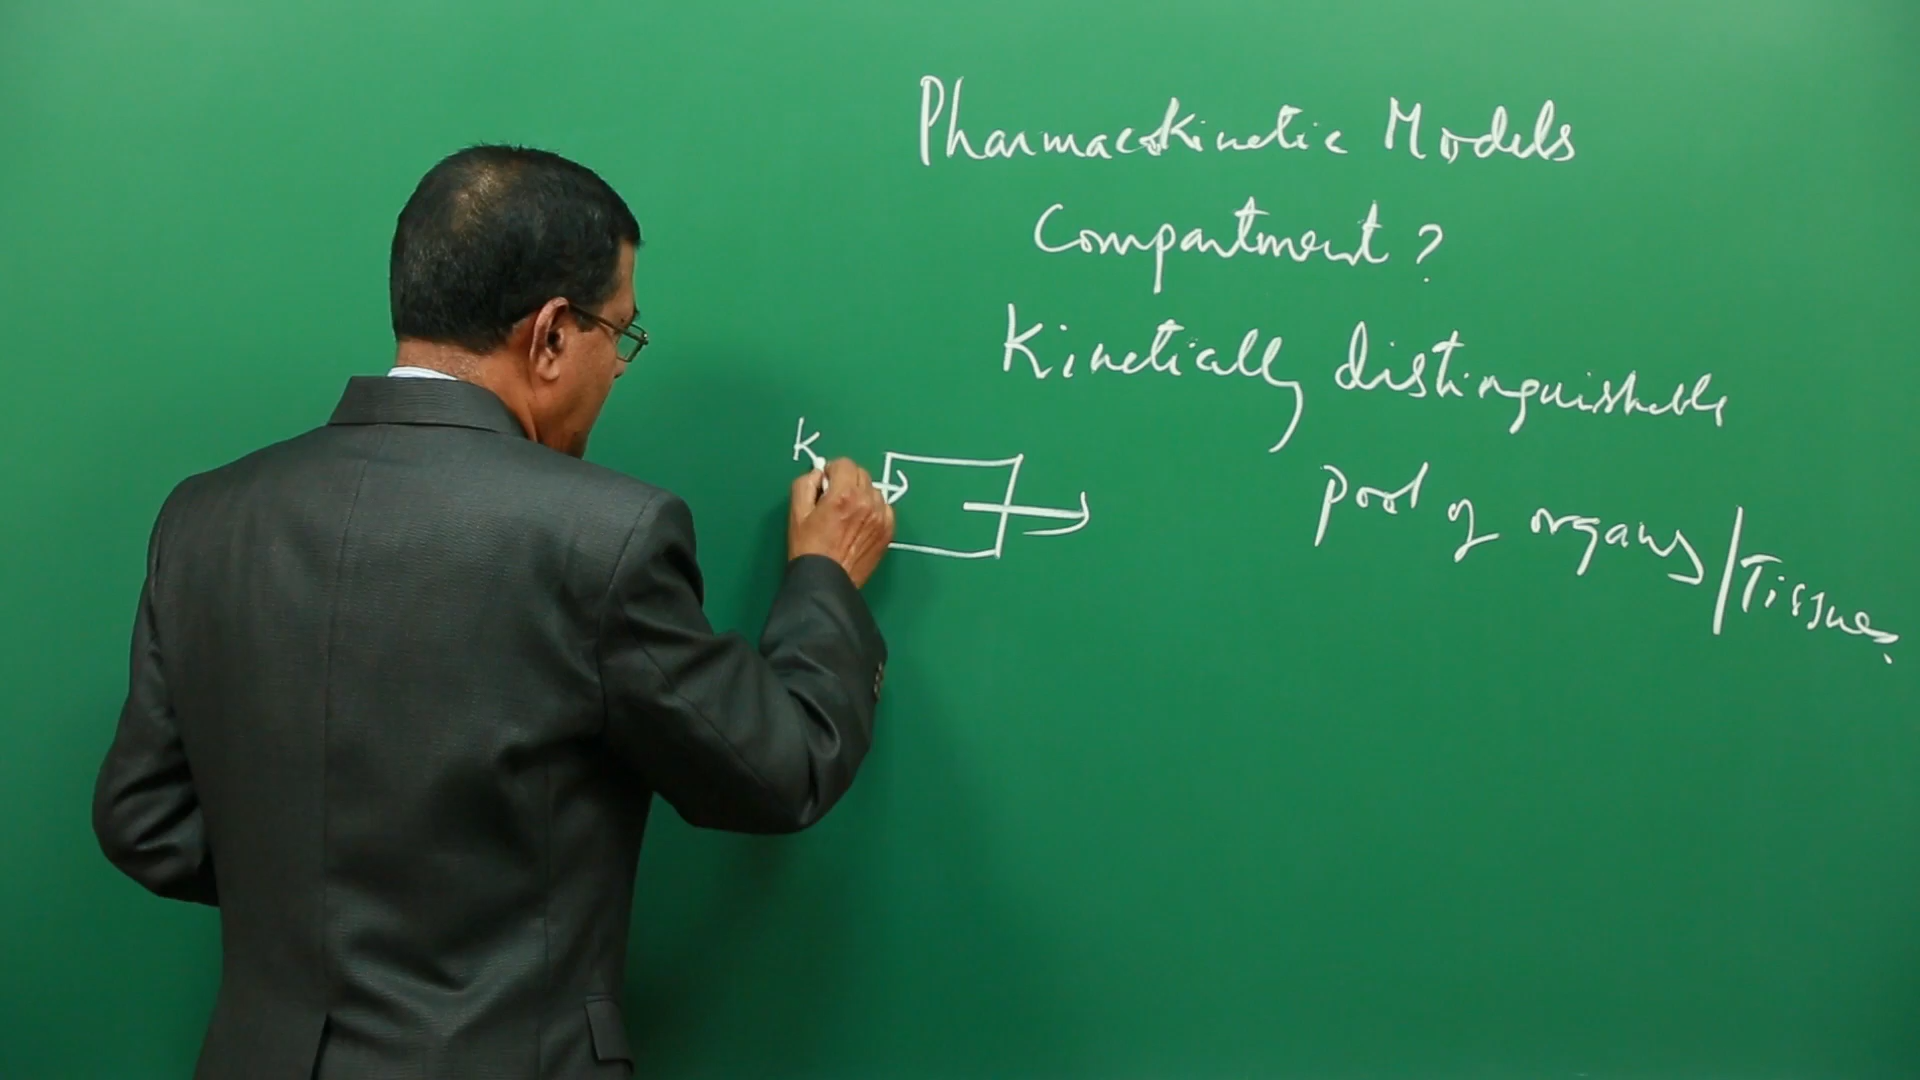 Pharmacokinetic Models
Compartment?
Kinetically distinguishable
pool of organs/Tissues
K